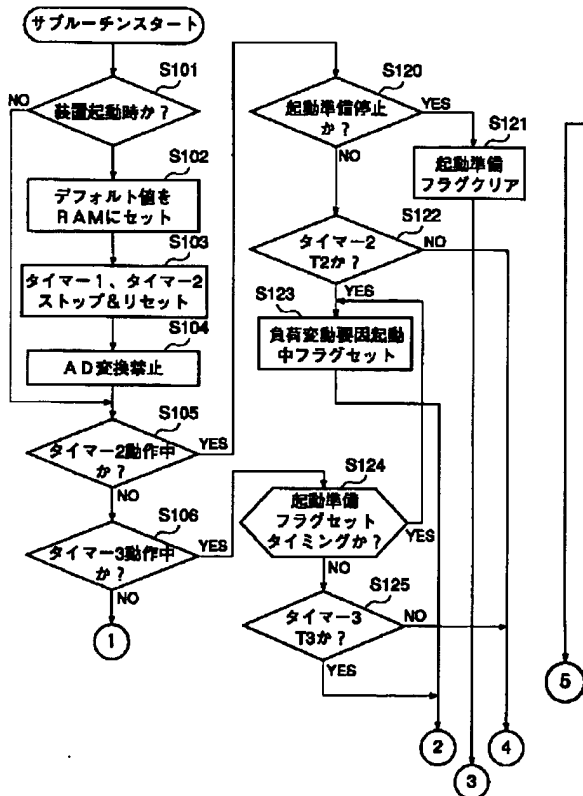 サブルーチンスタート
S101
装置起動時か?
NO
S102
デフォルト値を
RAMにセット
S103
タイマー1、タイマー2
ストップ&リセット
S104
AD変換禁止
S105
タイマー2動作中
か?
YES
NO
S106
タイマー3動作中
か?
YES
NO
1
S120
起動準備停止
か?
YES
NO
S121
起動準備
フラグクリア
S122
タイマー2
T2か?
NO
YES
S123
負荷変動要因起動
中フラグセット
S124
起動準備
フラグセット
タイミングか?
YES
NO
S125
タイマー3
T3か?
NO
YES
2
4
3
5